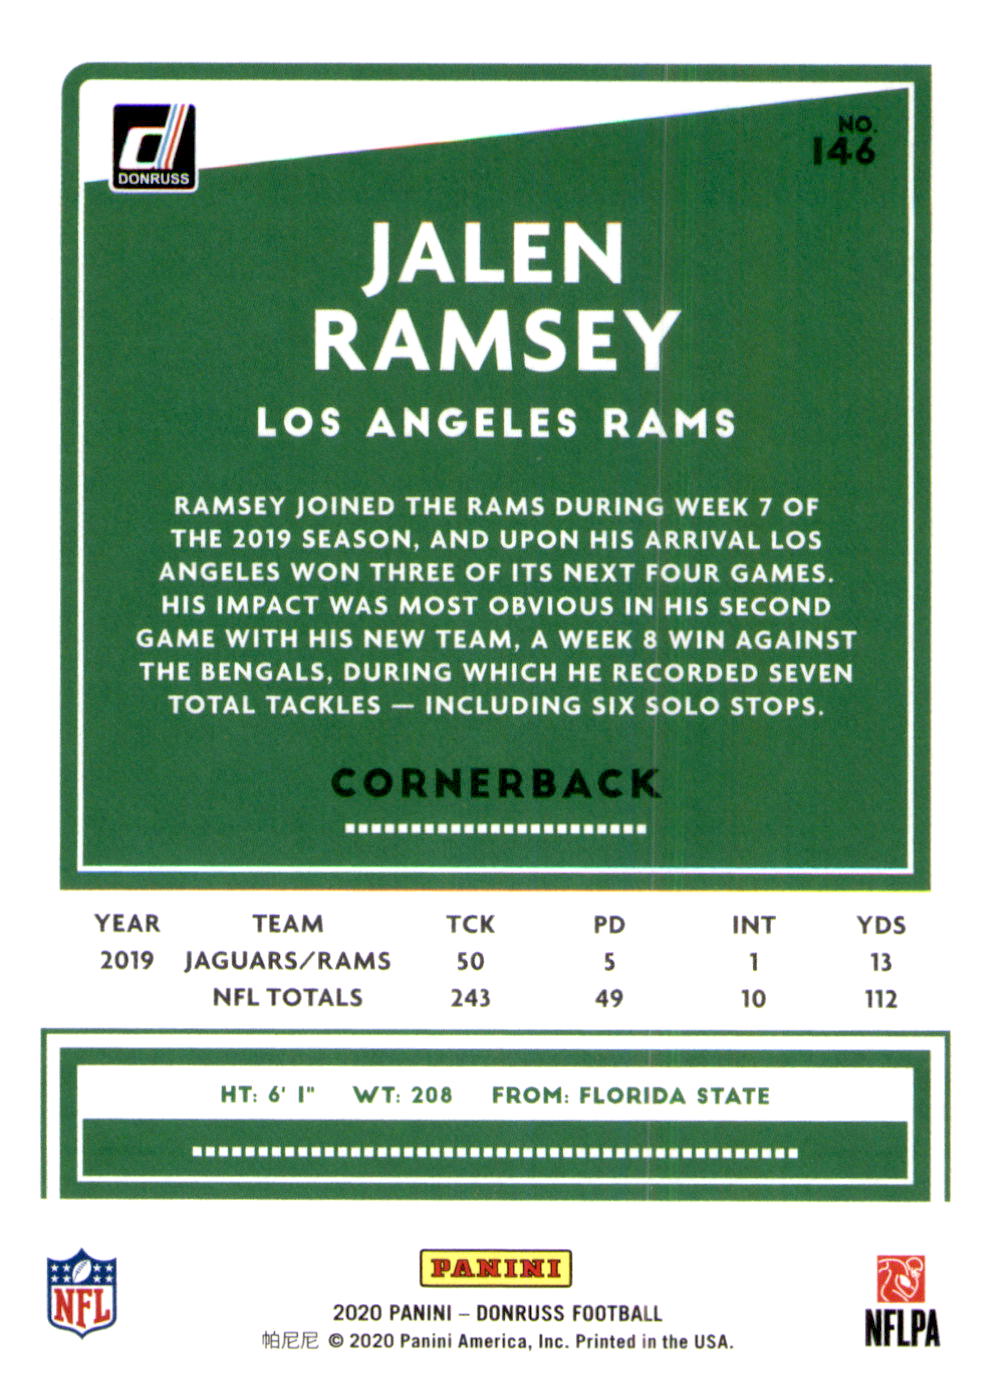 DONRUSS
NO.
146
JALEN
RAMSEY
LOS ANGELES RAMS
RAMSEY JOINED THE RAMS DURING WEEK 7 OF
THE 2019 SEASON, AND UPON HIS ARRIVAL LOS
ANGELES WON THREE OF ITS NEXT FOUR GAMES.
HIS IMPACT WAS MOST OBVIOUS IN HIS SECOND
GAME WITH HIS NEW TEAM, A WEEK 8 WIN AGAINST
THE BENGALS, DURING WHICH HE RECORDED SEVEN
TOTAL TACKLES — INCLUDING SIX SOLO STOPS.
CORNERBACK
YEAR TEAM TCK PD INT YDS
2019 JAGUARS/RAMS 50 5 1 13
NFL TOTALS 243 49 10 112
HT: 6' 1" WT: 208 FROM: FLORIDA STATE
NFL
PANINI
NFLPA
2020 PANINI – DONRUSS FOOTBALL
帕尼尼 © 2020 Panini America, Inc. Printed in the USA.